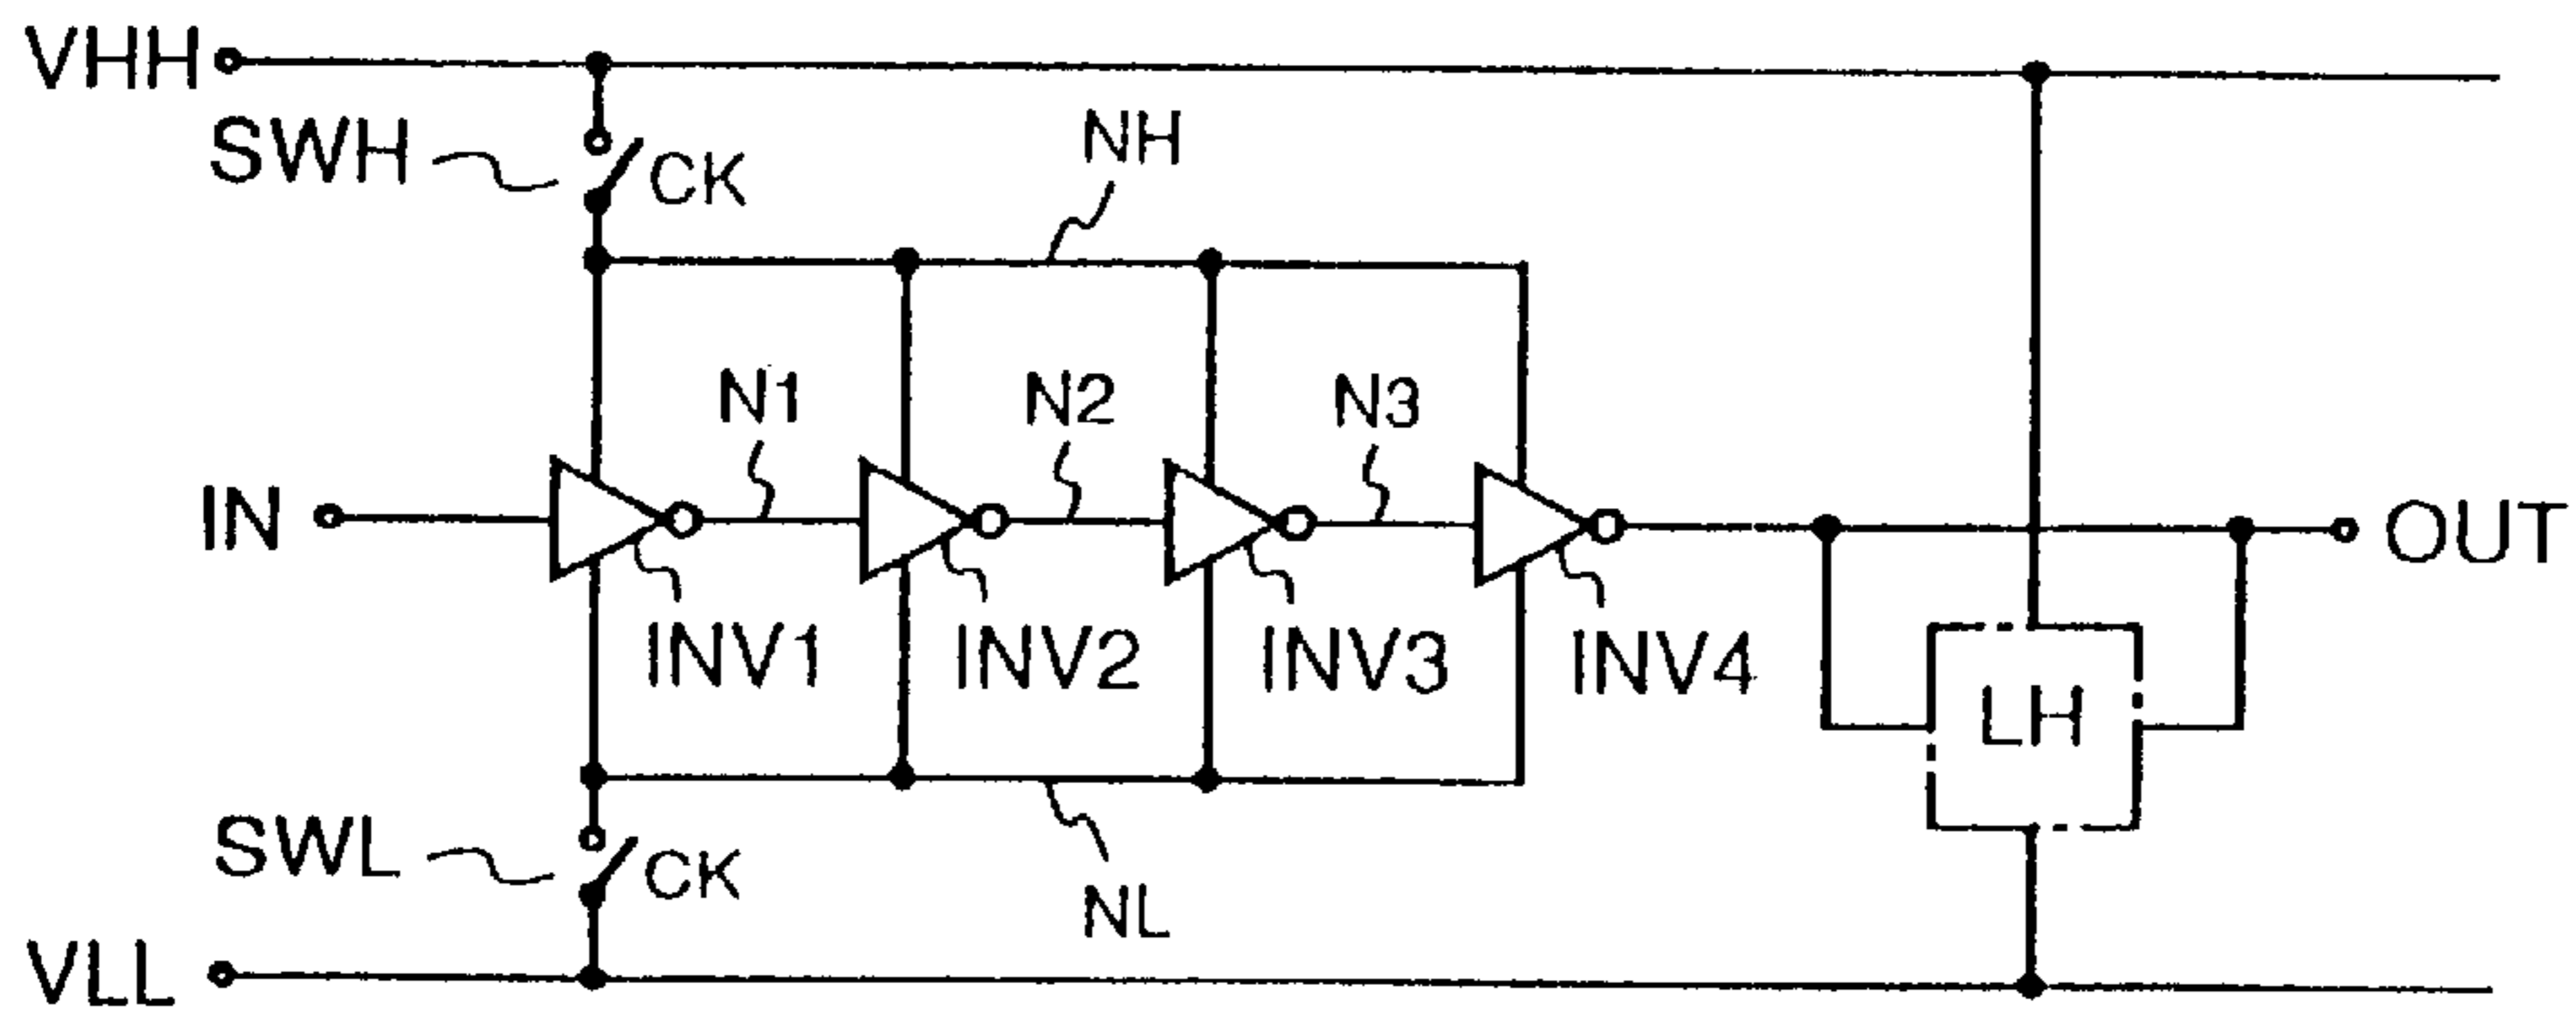 VHH
SWH
CK
NH
N1
N2
N3
IN
OUT
INV1
INV2
INV3
INV4
LH
SWL
CK
NL
VLL